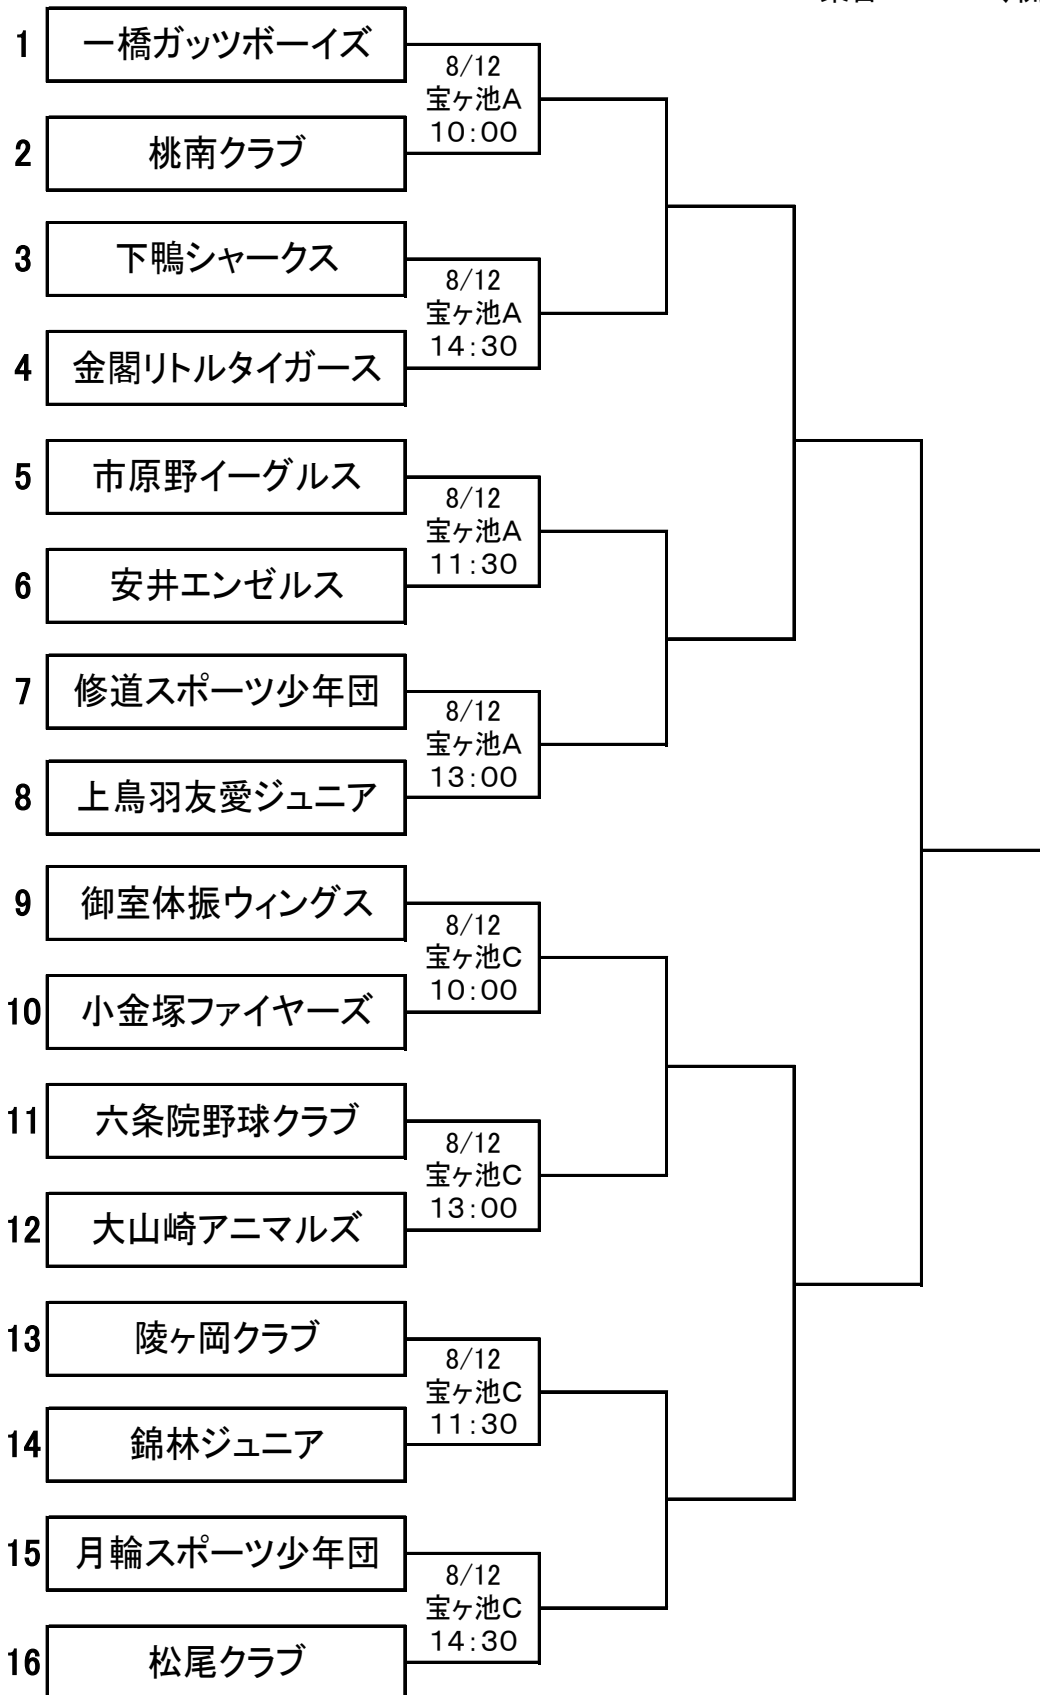 1 一橋ガッツボーイズ
8/12
宝ヶ池A
10:00
2 桃南クラブ
3 下鴨シャークス
8/12
宝ヶ池A
14:30
4 金閣リトルタイガース
5 市原野イーグルス
8/12
宝ヶ池A
11:30
6 安井エンゼルス
7 修道スポーツ少年団
8/12
宝ヶ池A
13:00
8 上鳥羽友愛ジュニア
9 御室体振ウィングス
8/12
宝ヶ池C
10:00
10 小金塚ファイヤーズ
11 六条院野球クラブ
8/12
宝ヶ池C
13:00
12 大山崎アニマルズ
13 陵ヶ岡クラブ
8/12
宝ヶ池C
11:30
14 錦林ジュニア
15 月輪スポーツ少年団
8/12
宝ヶ池C
14:30
16 松尾クラブ